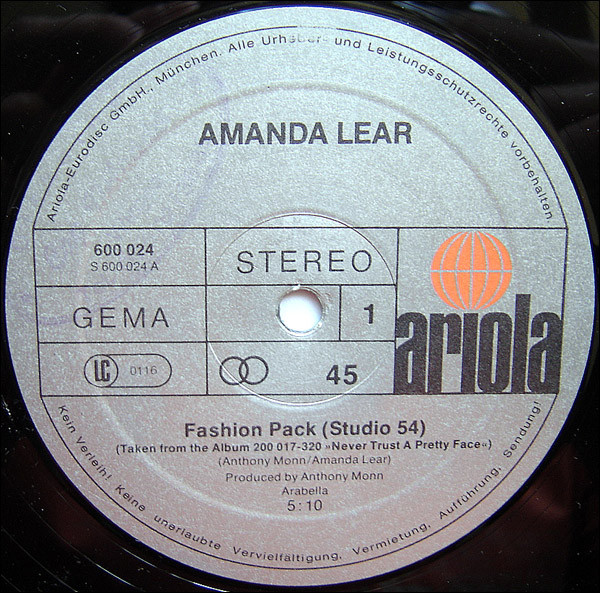 Ariola-Eurodisc GmbH., München. Alle Urheber- und Leistungsschutzrechte vorbehalten.
AMANDA LEAR
600 024
S 600 024 A
STEREO
GEMA
1
LC 0116
45
ariola
Fashion Pack (Studio 54)
(Taken from the Album 200 017-320 »Never Trust A Pretty Face«)
(Anthony Monn/Amanda Lear)
Produced by Anthony Monn
Arabella
5:10
Kein Verleih! Keine unerlaubte Vervielfältigung, Vermietung, Aufführung, Sendung!